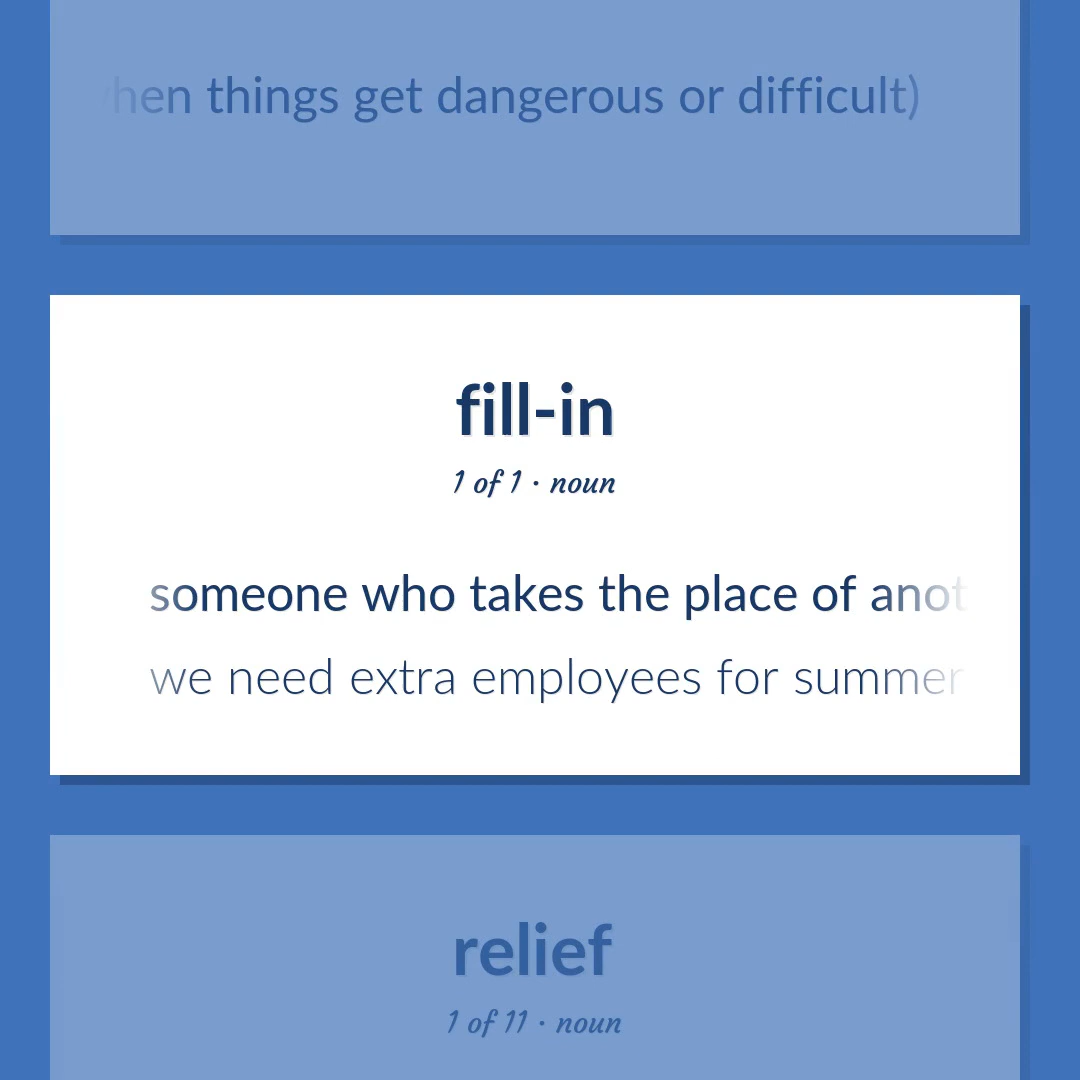 hen things get dangerous or difficult)
fill-in
1 of 1 · noun
someone who takes the place of anot
we need extra employees for summer
relief
1 of 11 · noun